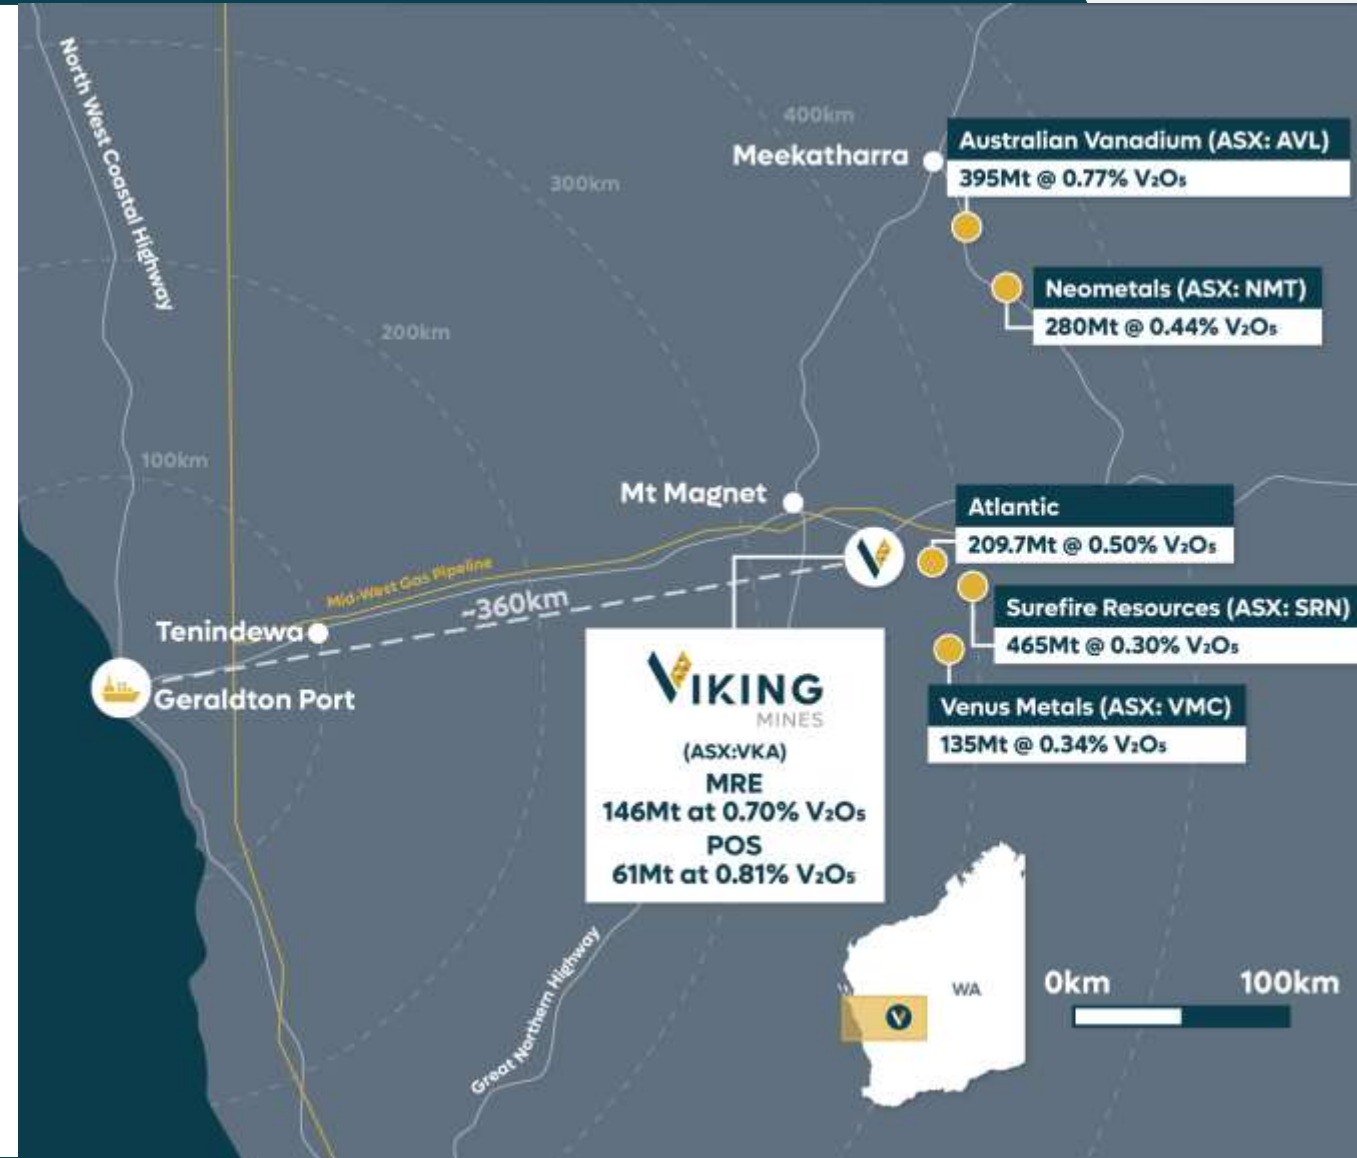 North West Coastal Highway
400km
Meekatharra
Australian Vanadium (ASX: AVL)
395Mt @ 0.77% V₂O₅
300km
Neometals (ASX: NMT)
280Mt @ 0.44% V₂O₅
200km
100km
Mt Magnet
Atlantic
209.7Mt @ 0.50% V₂O₅
Mid-West Gas Pipeline
~360km
Tenindewa
Geraldton Port
Surefire Resources (ASX: SRN)
465Mt @ 0.30% V₂O₅
Venus Metals (ASX: VMC)
135Mt @ 0.34% V₂O₅
VIKING
MINES
(ASX:VKA)
MRE
146Mt at 0.70% V₂O₅
POS
61Mt at 0.81% V₂O₅
Great Northern Highway
WA
0km
100km